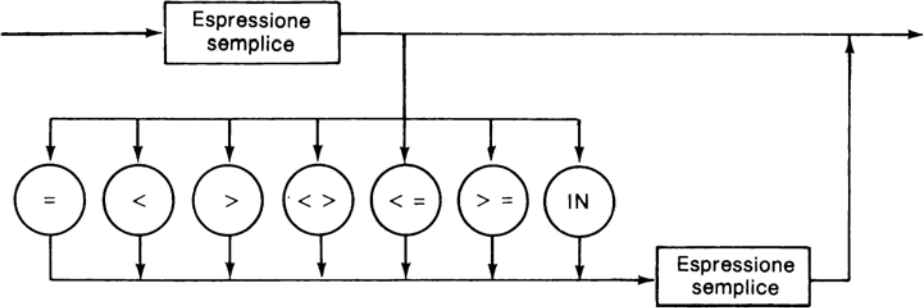 Espressione
semplice
= < > < > < = > = IN
Espressione
semplice